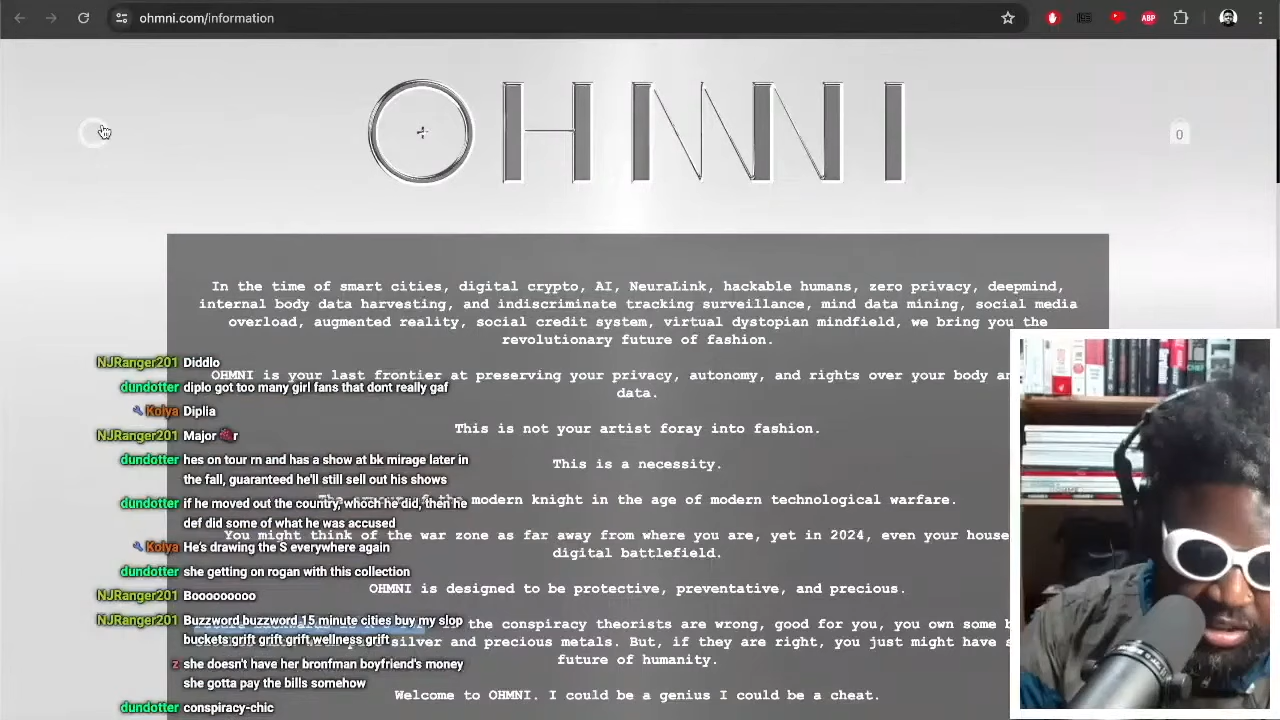 ohmni.com/information
ABP
OHMNI
0
In the time of smart cities, digital crypto, AI, NeuraLink, hackable humans, zero privacy, deepmind,
internal body data harvesting, and indiscriminate tracking surveillance, mind data mining, social media
overload, augmented reality, social credit system, virtual dystopian mindfield, we bring you the
revolutionary future of fashion.
OHMNI is your last frontier at preserving your privacy, autonomy, and rights over your body
data.
This is not your artist foray into fashion.
This is a necessity.
modern knight in the age of modern technological warfare.
You might think of the war zone as far away from where you are, yet in 2024, even your house
digital battlefield.
OHMNI is designed to be protective, preventative, and precious.
the conspiracy theorists are wrong, good for you, you own some
silver and precious metals. But, if they are right, you just might have
future of humanity.
Welcome to OHMNI. I could be a genius I could be a cheat.
NJRanger201 Diddlo
dundotter diplo got too many girl fans that dont really gaf
Koiya Diplia
NJRanger201 Major r
dundotter hes on tour rn and has a show at bk mirage later in
the fall, guaranteed he'll still sell out his shows
dundotter if he moved out the country, whoch he did, then he
def did some of what he was accused
Koiya He's drawing the S everywhere again
dundotter she getting on rogan with this collection
NJRanger201 Booooooooo
NJRanger201 Buzzword buzzword 15 minute cities buy my slop
buckets grift grift grift wellness grift
z she doesn't have her bronfman boyfriend's money
she gotta pay the bills somehow
dundotter conspiracy-chic
CHEF